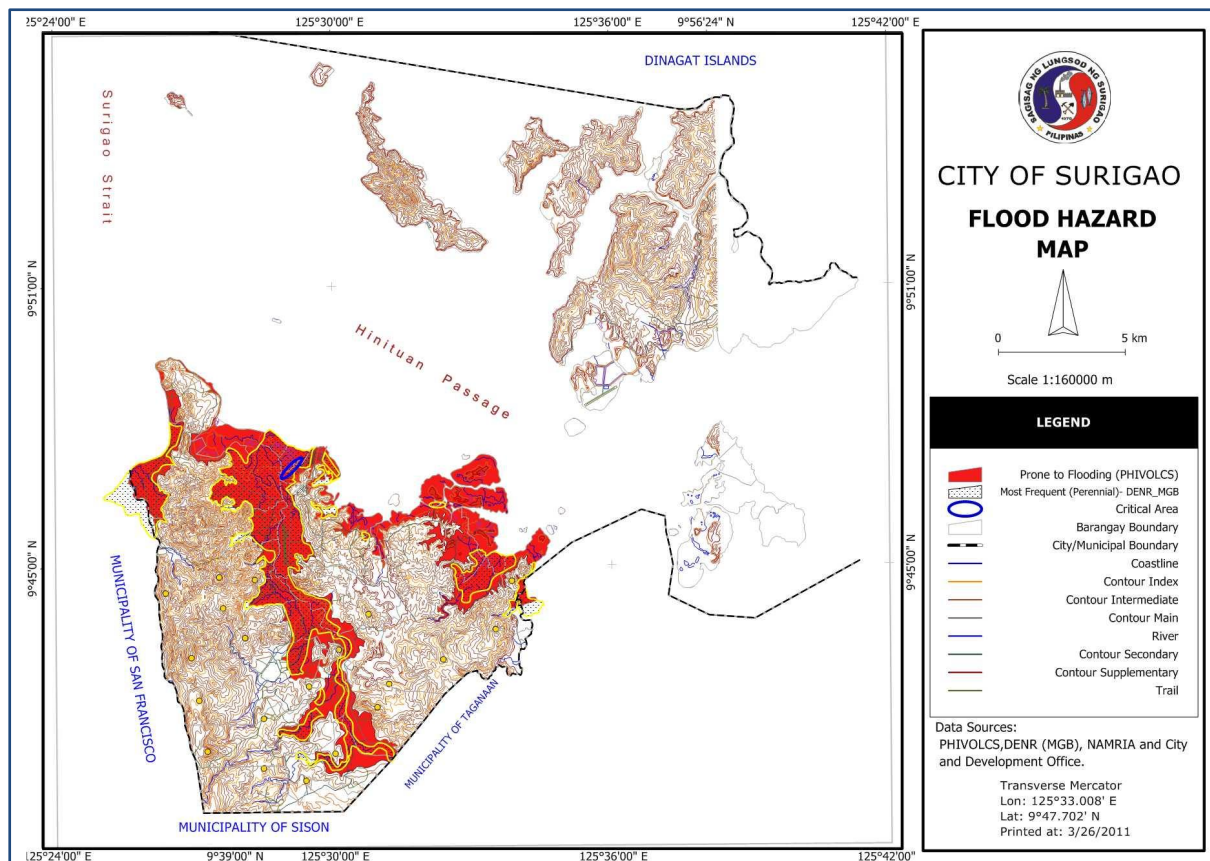 125°24'00" E
125°30'00" E
125°36'00" E
9°56'24" N
125°42'00" E
DINAGAT ISLANDS
Surigao Strait
9°51'00" N
9°51'00" N
Hinituan Passage
9°45'00" N
9°45'00" N
MUNICIPALITY OF SAN FRANCISCO
MUNICIPALITY OF TAGANAAN
MUNICIPALITY OF SISON
125°24'00" E
9°39'00" N
125°30'00" E
125°36'00" E
125°42'00" E
SAGISAG NG LUNGSOD NG SURIGAO
PILIPINAS
CITY OF SURIGAO
FLOOD HAZARD
MAP
0 5 km
Scale 1:160000 m
LEGEND
Prone to Flooding (PHIVOLCS)
Most Frequent (Perennial)- DENR_MGB
Critical Area
Barangay Boundary
City/Municipal Boundary
Coastline
Contour Index
Contour Intermediate
Contour Main
River
Contour Secondary
Contour Supplementary
Trail
Data Sources:
PHIVOLCS,DENR (MGB), NAMRIA and City
and Development Office.
Transverse Mercator
Lon: 125°33.008' E
Lat: 9°47.702' N
Printed at: 3/26/2011